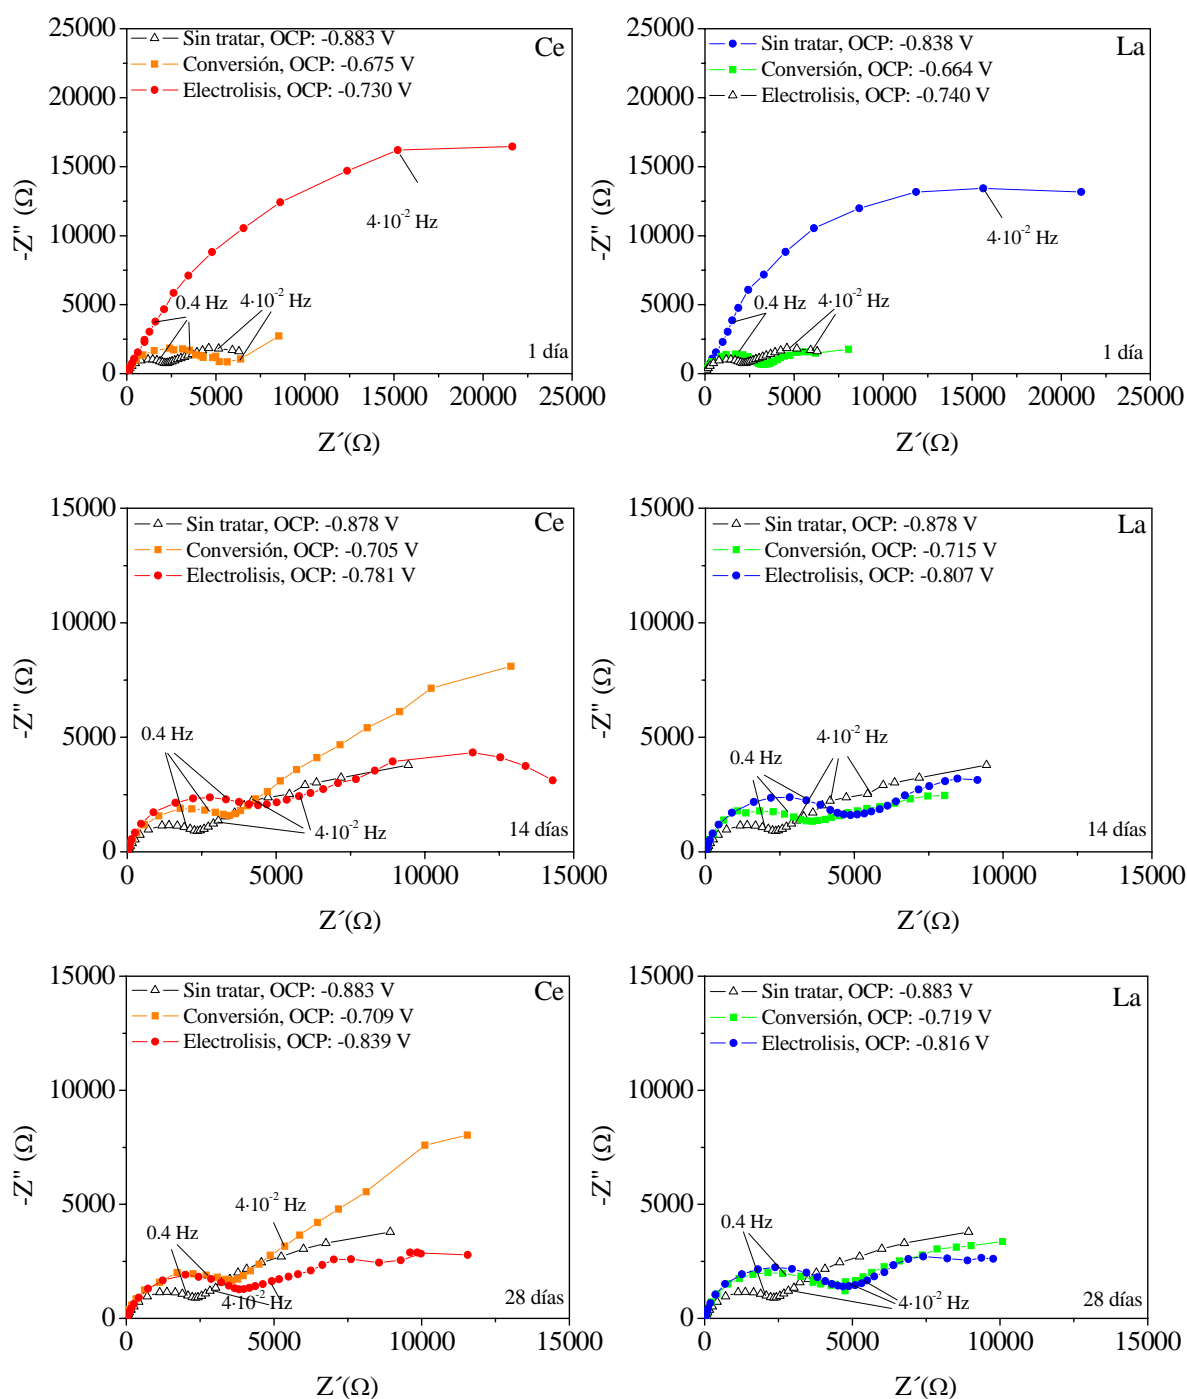 25000
20000
15000
10000
5000
0
-Z'' (Ω)
Sin tratar, OCP: -0.883 V
Conversión, OCP: -0.675 V
Electrolisis, OCP: -0.730 V
Ce
4·10⁻² Hz
0.4 Hz
4·10⁻² Hz
1 día
0 5000 10000 15000 20000 25000
Z´(Ω)
25000
20000
15000
10000
5000
0
-Z'' (Ω)
Sin tratar, OCP: -0.838 V
Conversión, OCP: -0.664 V
Electrolisis, OCP: -0.740 V
La
4·10⁻² Hz
0.4 Hz
4·10⁻² Hz
1 día
0 5000 10000 15000 20000 25000
Z´(Ω)
15000
10000
5000
0
-Z'' (Ω)
Sin tratar, OCP: -0.878 V
Conversión, OCP: -0.705 V
Electrolisis, OCP: -0.781 V
Ce
0.4 Hz
4·10⁻² Hz
14 días
0 5000 10000 15000
Z´(Ω)
15000
10000
5000
0
-Z'' (Ω)
Sin tratar, OCP: -0.878 V
Conversión, OCP: -0.715 V
Electrolisis, OCP: -0.807 V
La
4·10⁻² Hz
0.4 Hz
14 días
0 5000 10000 15000
Z´(Ω)
15000
10000
5000
0
-Z'' (Ω)
Sin tratar, OCP: -0.883 V
Conversión, OCP: -0.709 V
Electrolisis, OCP: -0.839 V
Ce
4·10⁻² Hz
0.4 Hz
4·10⁻² Hz
28 días
0 5000 10000 15000
Z´(Ω)
15000
10000
5000
0
-Z'' (Ω)
Sin tratar, OCP: -0.883 V
Conversión, OCP: -0.719 V
Electrolisis, OCP: -0.816 V
La
0.4 Hz
4·10⁻² Hz
28 días
0 5000 10000 15000
Z´(Ω)